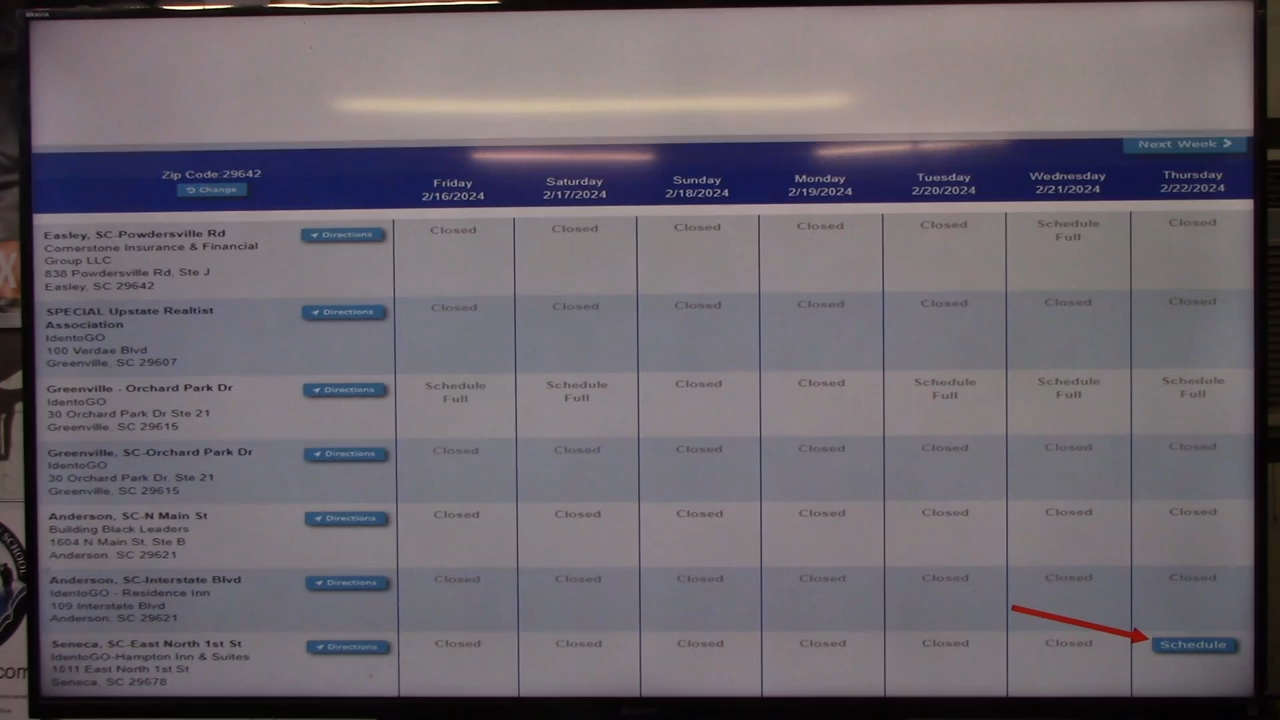 BRAVIA
Next Week
Zip Code:29642
Change
Friday
2/16/2024
Saturday
2/17/2024
Sunday
2/18/2024
Monday
2/19/2024
Tuesday
2/20/2024
Wednesday
2/21/2024
Thursday
2/22/2024
Easley, SC-Powdersville Rd
Cornerstone Insurance & Financial
Group LLC
838 Powdersville Rd, Ste J
Easley, SC 29642
Directions
Closed
Closed
Closed
Closed
Closed
Schedule
Full
Closed
SPECIAL Upstate Realtist
Association
IdentoGO
100 Verdae Blvd
Greenville, SC 29607
Directions
Closed
Closed
Closed
Closed
Closed
Closed
Closed
Greenville - Orchard Park Dr
IdentoGO
30 Orchard Park Dr Ste 21
Greenville, SC 29615
Directions
Schedule
Full
Schedule
Full
Closed
Closed
Schedule
Full
Schedule
Full
Schedule
Full
Greenville, SC-Orchard Park Dr
IdentoGO
30 Orchard Park Dr. Ste 21
Greenville, SC 29615
Directions
Closed
Closed
Closed
Closed
Closed
Closed
Closed
Anderson, SC-N Main St
Building Black Leaders
1604 N Main St, Ste B
Anderson, SC 29621
Directions
Closed
Closed
Closed
Closed
Closed
Closed
Closed
Anderson, SC-Interstate Blvd
IdentoGO - Residence Inn
109 Interstate Blvd
Anderson, SC 29621
Directions
Closed
Closed
Closed
Closed
Closed
Closed
Closed
Seneca, SC-East North 1st St
IdentoGO-Hampton Inn & Suites
1011 East North 1st St
Seneca, SC 29678
Directions
Closed
Closed
Closed
Closed
Closed
Closed
Schedule
SCHOOL
com